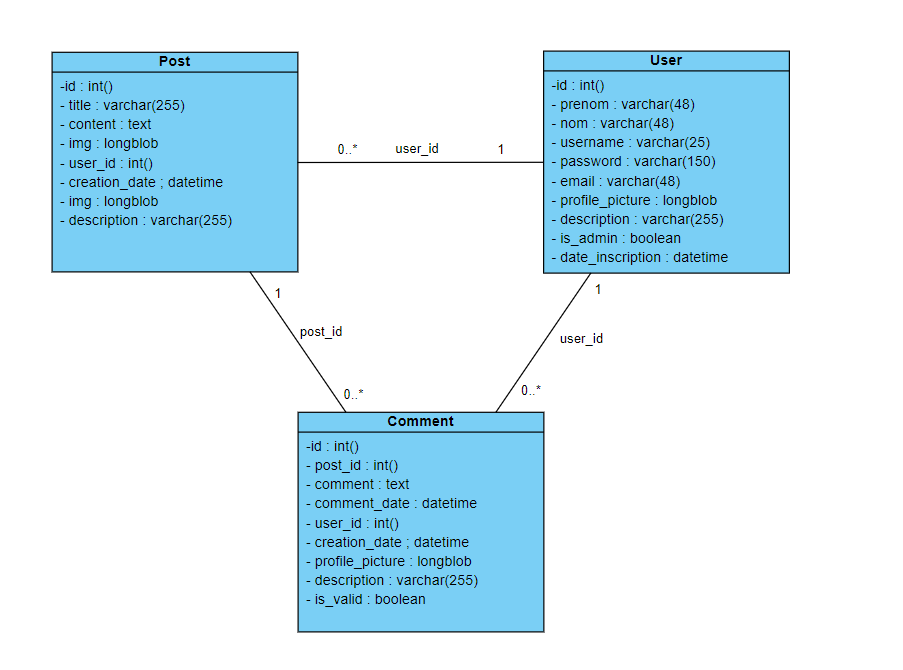 Post
-id : int()
- title : varchar(255)
- content : text
- img : longblob
- user_id : int()
- creation_date ; datetime
- img : longblob
- description : varchar(255)
0..* user_id 1
User
-id : int()
- prenom : varchar(48)
- nom : varchar(48)
- username : varchar(25)
- password : varchar(150)
- email : varchar(48)
- profile_picture : longblob
- description : varchar(255)
- is_admin : boolean
- date_inscription : datetime
1
post_id
0..*
1
user_id
0..*
Comment
-id : int()
- post_id : int()
- comment : text
- comment_date : datetime
- user_id : int()
- creation_date ; datetime
- profile_picture : longblob
- description : varchar(255)
- is_valid : boolean